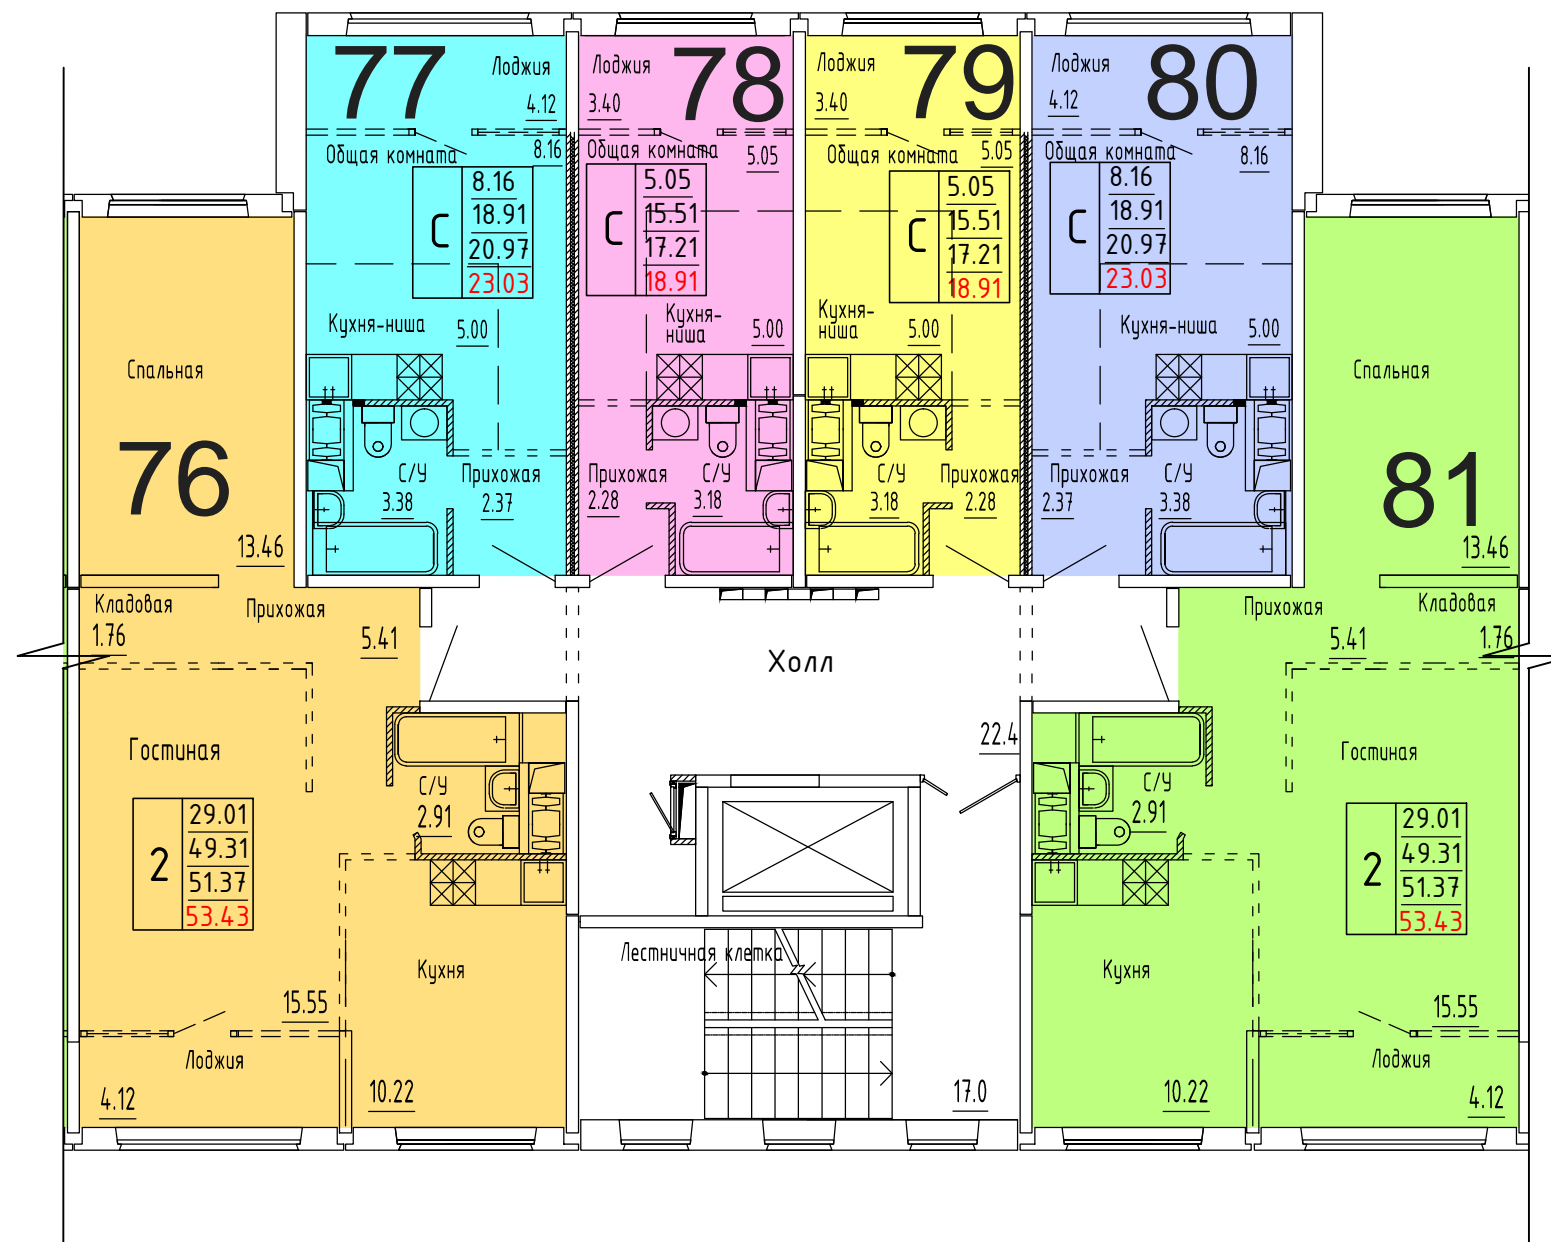 77
Лоджия
4.12
8.16
Общая комната
С
8.16
18.91
20.97
23.03
Кухня-ниша
5.00
С/У
3.38
Прихожая
2.37
78
Лоджия
3.40
Общая комната
5.05
С
5.05
15.51
17.21
18.91
Кухня-
ниша
5.00
Прихожая
2.28
С/У
3.18
79
Лоджия
3.40
Общая комната
5.05
С
5.05
15.51
17.21
18.91
Кухня-
ниша
5.00
С/У
3.18
Прихожая
2.28
80
Лоджия
4.12
Общая комната
8.16
С
8.16
18.91
20.97
23.03
Кухня-ниша
5.00
Прихожая
2.37
С/У
3.38
Спальная
76
13.46
Кладовая
1.76
Прихожая
5.41
Гостиная
2
29.01
49.31
51.37
53.43
С/У
2.91
Кухня
15.55
Лоджия
4.12
10.22
Холл
22.4
Лестничная клетка
17.0
Спальная
81
13.46
Прихожая
5.41
Кладовая
1.76
Гостиная
С/У
2.91
2
29.01
49.31
51.37
53.43
Кухня
15.55
Лоджия
10.22
4.12